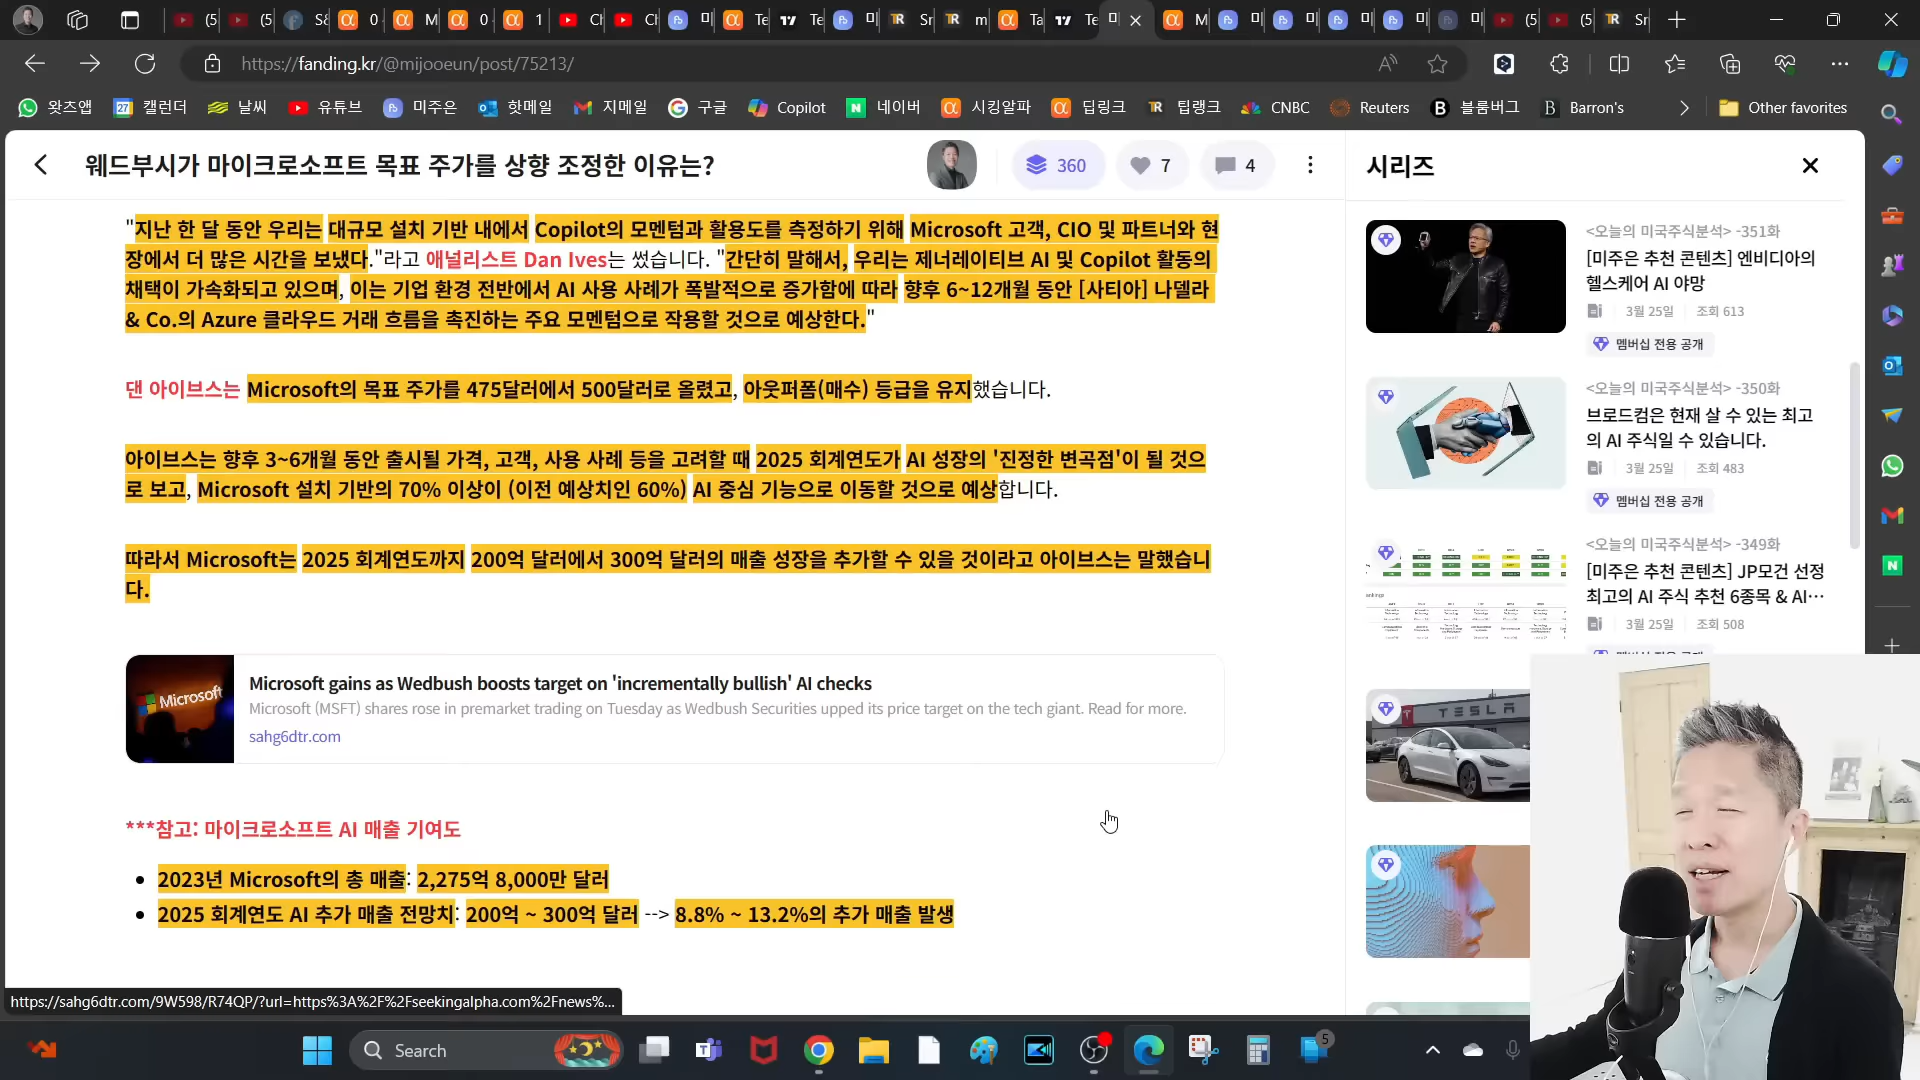 https://fanding.kr/@mijooeun/post/75213/
왓츠앱
캘린더
날씨
유튜브
미주은
핫메일
지메일
구글
Copilot
네이버
시킹알파
딥링크
팁랭크
CNBC
Reuters
블룸버그
Barron's
Other favorites
웨드부시가 마이크로소프트 목표 주가를 상향 조정한 이유는?
360
7
4
"지난 한 달 동안 우리는 대규모 설치 기반 내에서 Copilot의 모멘텀과 활용도를 측정하기 위해 Microsoft 고객, CIO 및 파트너와 현
장에서 더 많은 시간을 보냈다."라고 애널리스트 Dan Ives는 썼습니다. "간단히 말해서, 우리는 제너레이티브 AI 및 Copilot 활동의
채택이 가속화되고 있으며, 이는 기업 환경 전반에서 AI 사용 사례가 폭발적으로 증가함에 따라 향후 6~12개월 동안 [사티아] 나델라
& Co.의 Azure 클라우드 거래 흐름을 촉진하는 주요 모멘텀으로 작용할 것으로 예상한다."
댄 아이브스는 Microsoft의 목표 주가를 475달러에서 500달러로 올렸고, 아웃퍼폼(매수) 등급을 유지했습니다.
아이브스는 향후 3~6개월 동안 출시될 가격, 고객, 사용 사례 등을 고려할 때 2025 회계연도가 AI 성장의 '진정한 변곡점'이 될 것으
로 보고, Microsoft 설치 기반의 70% 이상이 (이전 예상치인 60%) AI 중심 기능으로 이동할 것으로 예상합니다.
따라서 Microsoft는 2025 회계연도까지 200억 달러에서 300억 달러의 매출 성장을 추가할 수 있을 것이라고 아이브스는 말했습니
다.
Microsoft
Microsoft gains as Wedbush boosts target on 'incrementally bullish' AI checks
Microsoft (MSFT) shares rose in premarket trading on Tuesday as Wedbush Securities upped its price target on the tech giant. Read for more.
sahg6dtr.com
***참고: 마이크로소프트 AI 매출 기여도
• 2023년 Microsoft의 총 매출: 2,275억 8,000만 달러
• 2025 회계연도 AI 추가 매출 전망치: 200억 ~ 300억 달러 --> 8.8% ~ 13.2%의 추가 매출 발생
https://sahg6dtr.com/9W598/R74QP/?url=https%3A%2F%2Fseekingalpha.com%2Fnews%...
시리즈
<오늘의 미국주식분석> -351화
[미주은 추천 콘텐츠] 엔비디아의
헬스케어 AI 야망
3월 25일
조회 613
멤버십 전용 공개
<오늘의 미국주식분석> -350화
브로드컴은 현재 살 수 있는 최고
의 AI 주식일 수 있습니다.
3월 25일
조회 483
멤버십 전용 공개
<오늘의 미국주식분석> -349화
[미주은 추천 콘텐츠] JP모건 선정
최고의 AI 주식 추천 6종목 & AI…
3월 25일
조회 508
TESLA
Search
5